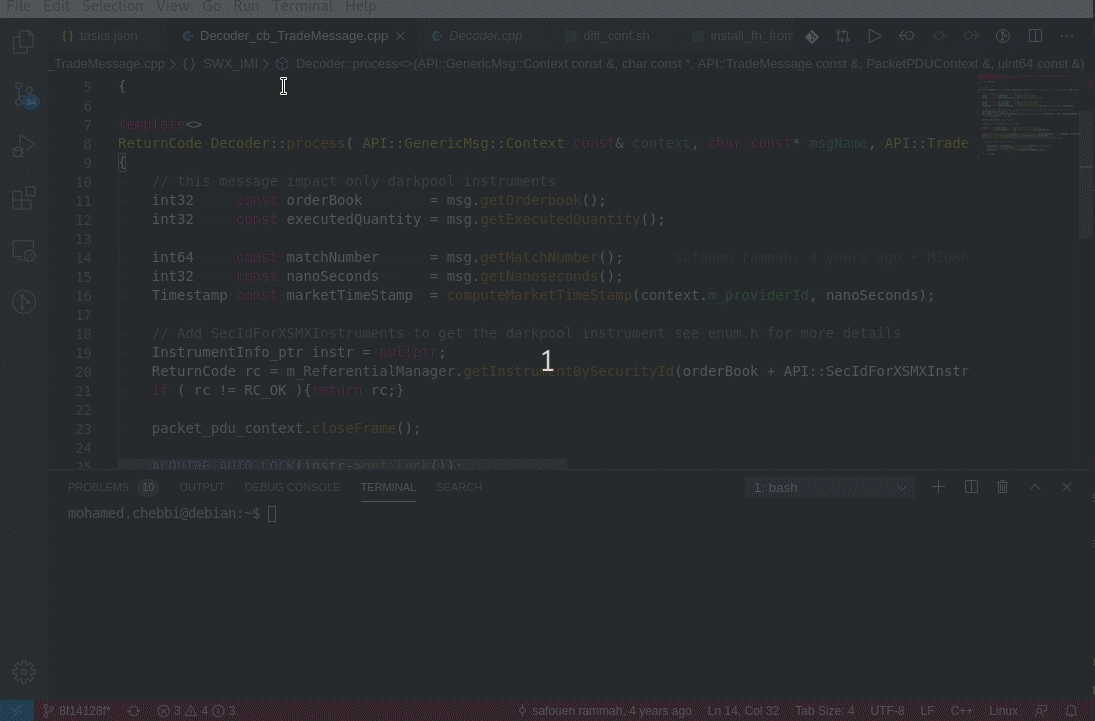 File Edit Selection View Go Run Terminal Help
{} tasks.json Decoder_cb_TradeMessage.cpp Decoder.cpp diff_conf.sh install_fh_from
_TradeMessage.cpp > {} SWX_IMI > Decoder::process<>(API::GenericMsg::Context const &, char const *, API::TradeMessage const &, PacketPDUContext &, uint64 const &)
34
5 {
6
7 template<>
8 ReturnCode Decoder::process( API::GenericMsg::Context const& context, char const* msgName, API::Trade
9 {
10 // this message impact only darkpool instruments
11 int32 const orderBook = msg.getOrderbook();
12 int32 const executedQuantity = msg.getExecutedQuantity();
13
14 int64 const matchNumber = msg.getMatchNumber(); safouen rammah, 4 years ago • MIGRA
15 int32 const nanoSeconds = msg.getNanoseconds();
16 Timestamp const marketTimeStamp = computeMarketTimeStamp(context.m_providerId, nanoSeconds);
17
18 // Add SecIdForXSMXInstruments to get the darkpool instrument see enum.h for more details
19 InstrumentInfo_ptr instr = nullptr;
20 ReturnCode rc = m_ReferentialManager.getInstrumentBySecurityId(orderBook + API::SecIdForXSMXInstr
21 if ( rc != RC_OK ){return rc;}
22
23 packet_pdu_context.closeFrame();
24
25 ACQUIRE_AUTO_LOCK(instr->get_lock());
1
PROBLEMS 10 OUTPUT DEBUG CONSOLE TERMINAL SEARCH 1: bash
mohamed.chebbi@debian:~$
8f14128f* 3 4 3 safouen rammah, 4 years ago Ln 14, Col 32 Tab Size: 4 UTF-8 LF C++ Linux